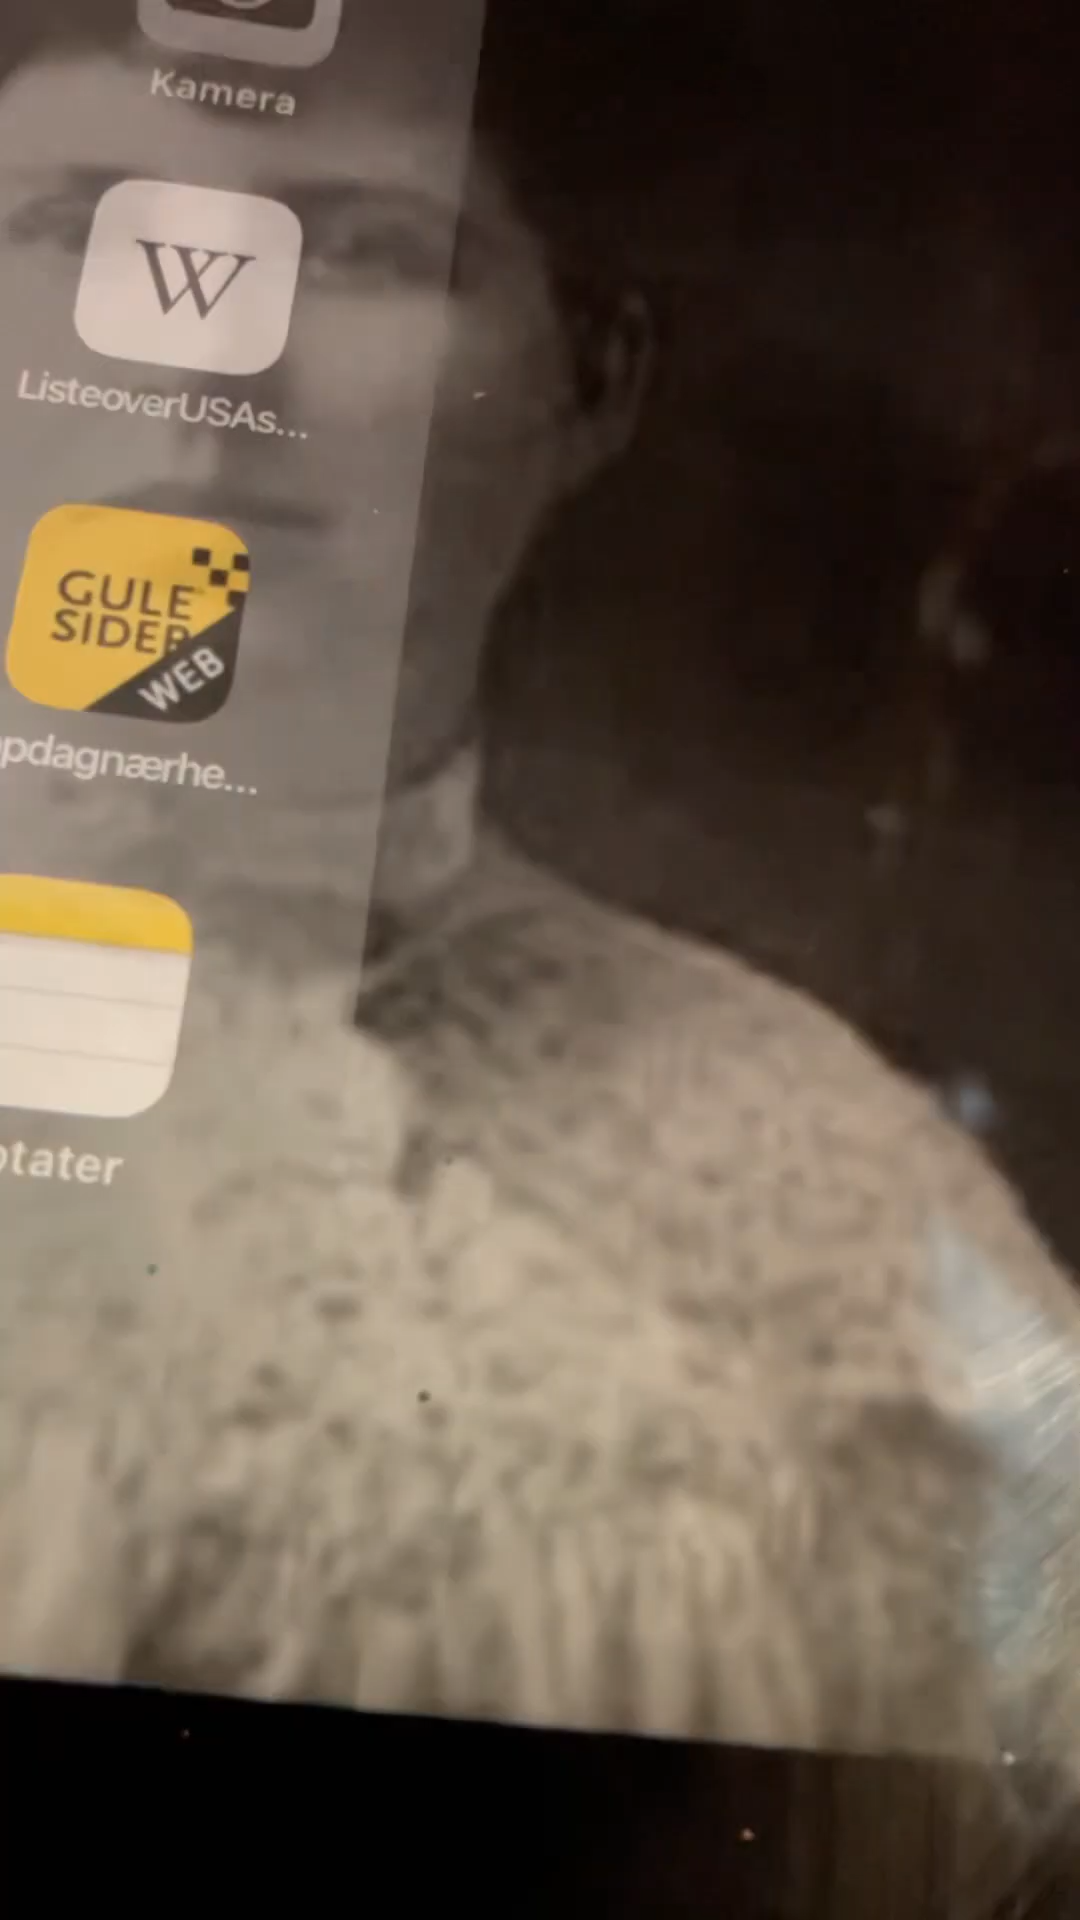 Kamera
W
ListeoverUSAs...
GULE
SIDER
WEB
pdagnærhe...
otater